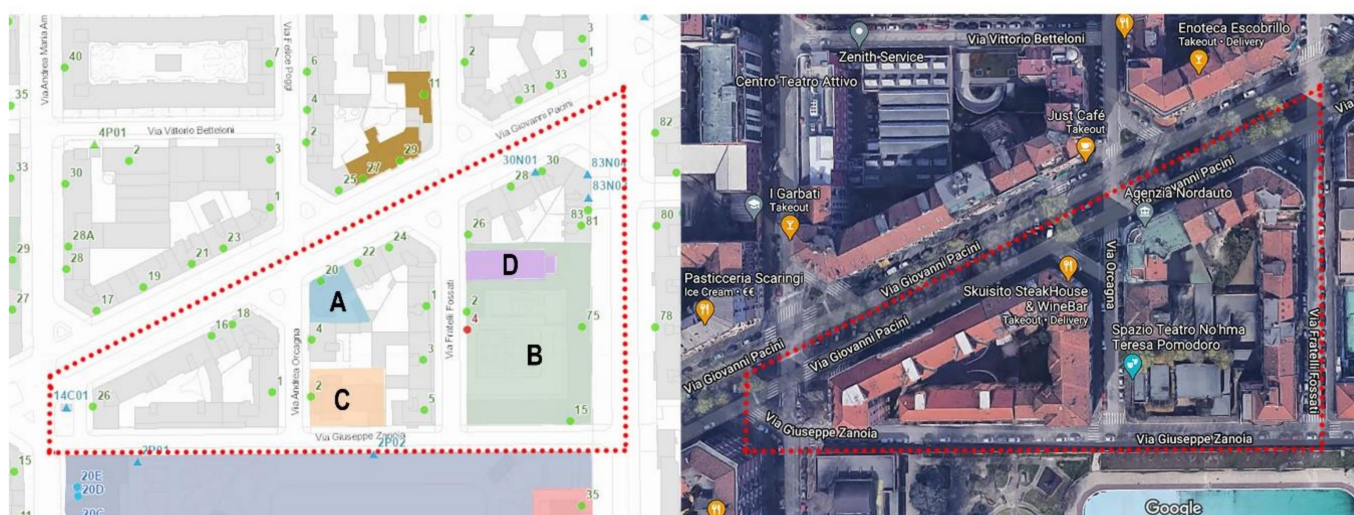 Via Andrea Maria Am
Via Felice Poggi
40
7
6
11
2
3
1
33
31
35
4
2
Via Giovanni Pacini
Via Vittorio Betteloni
4P01
2
3
82
30
29
27
25
30N01
30
83N04
28
83N03
1
28A
28
21
23
19
17
26
83
81
80
29
24
22
20
D
A
Via Fratelli Fossati
27
18
16
4
1
2
4
75
78
B
3
Via Andrea Orcagna
14C01
26
1
2
C
5
15
Via Giuseppe Zanoia
2P01
2P02
15
20E
20D
20C
35
Via Vittorio Betteloni
Enoteca Escobrillo
Takeout • Delivery
Zenith Service
Centro Teatro Attivo
Just Café
Takeout
Via Giovanni Pacini
I Garbati
Takeout
Agenzia Nordauto
Via Giovanni Pacini
Via Orcagna
Pasticceria Scaringi
Ice Cream • €€
Skuisito SteakHouse
& WineBar
Takeout • Delivery
Via Giovanni Pacini
Via Giovanni Pacini
Spazio Teatro No'hma
Teresa Pomodoro
Via Fratelli Fossati
Via Giuseppe Zanoia
Via Giuseppe Zanoia
Google